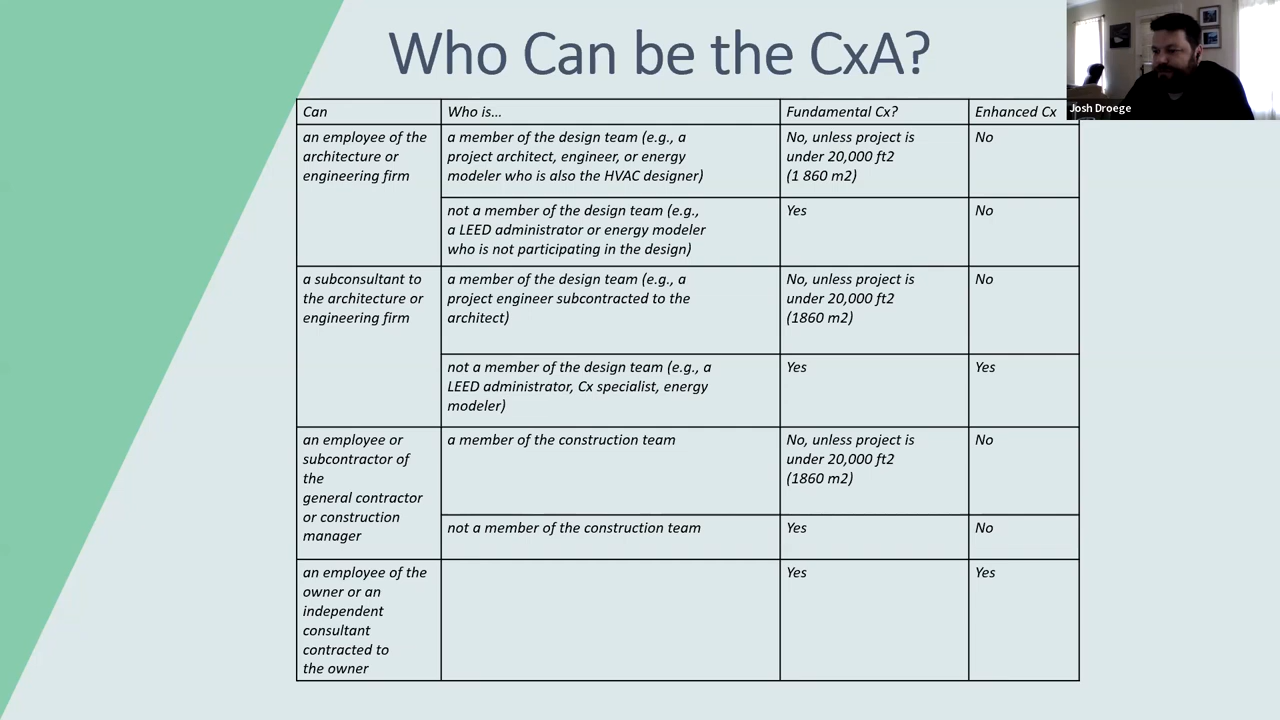 Who Can be the CxA?
Josh Droege
Can
Who is...
Fundamental Cx?
Enhanced Cx
an employee of the
architecture or
engineering firm
a member of the design team (e.g., a
project architect, engineer, or energy
modeler who is also the HVAC designer)
No, unless project is
under 20,000 ft2
(1 860 m2)
No
not a member of the design team (e.g.,
a LEED administrator or energy modeler
who is not participating in the design)
Yes
No
a subconsultant to
the architecture or
engineering firm
a member of the design team (e.g., a
project engineer subcontracted to the
architect)
No, unless project is
under 20,000 ft2
(1860 m2)
No
not a member of the design team (e.g., a
LEED administrator, Cx specialist, energy
modeler)
Yes
Yes
an employee or
subcontractor of
the
general contractor
or construction
manager
a member of the construction team
No, unless project is
under 20,000 ft2
(1860 m2)
No
not a member of the construction team
Yes
No
an employee of the
owner or an
independent
consultant
contracted to
the owner
Yes
Yes